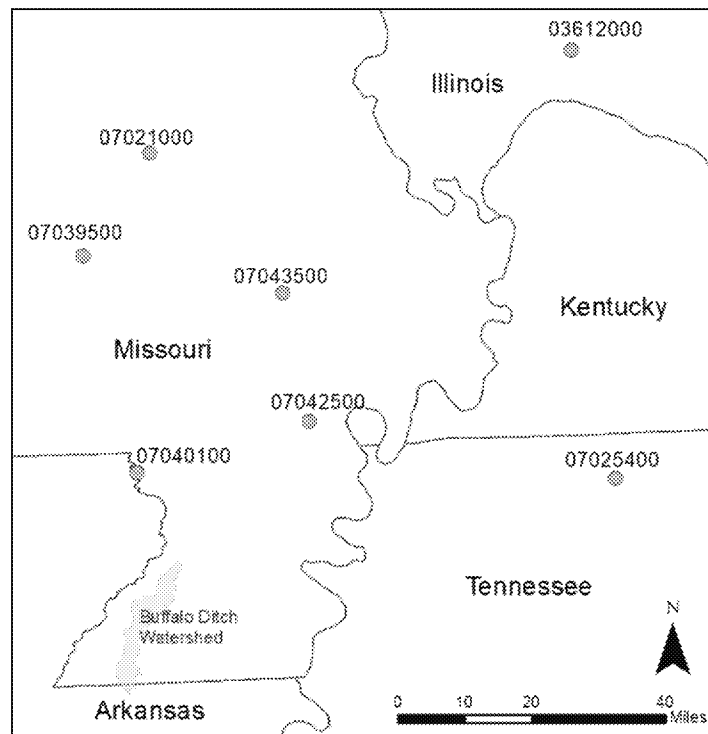 03612000
Illinois
07021000
07039500
07043500
Kentucky
Missouri
07042500
07040100
07025400
Tennessee
Buffalo Ditch
Watershed
N
Arkansas
0 10 20 40
Miles